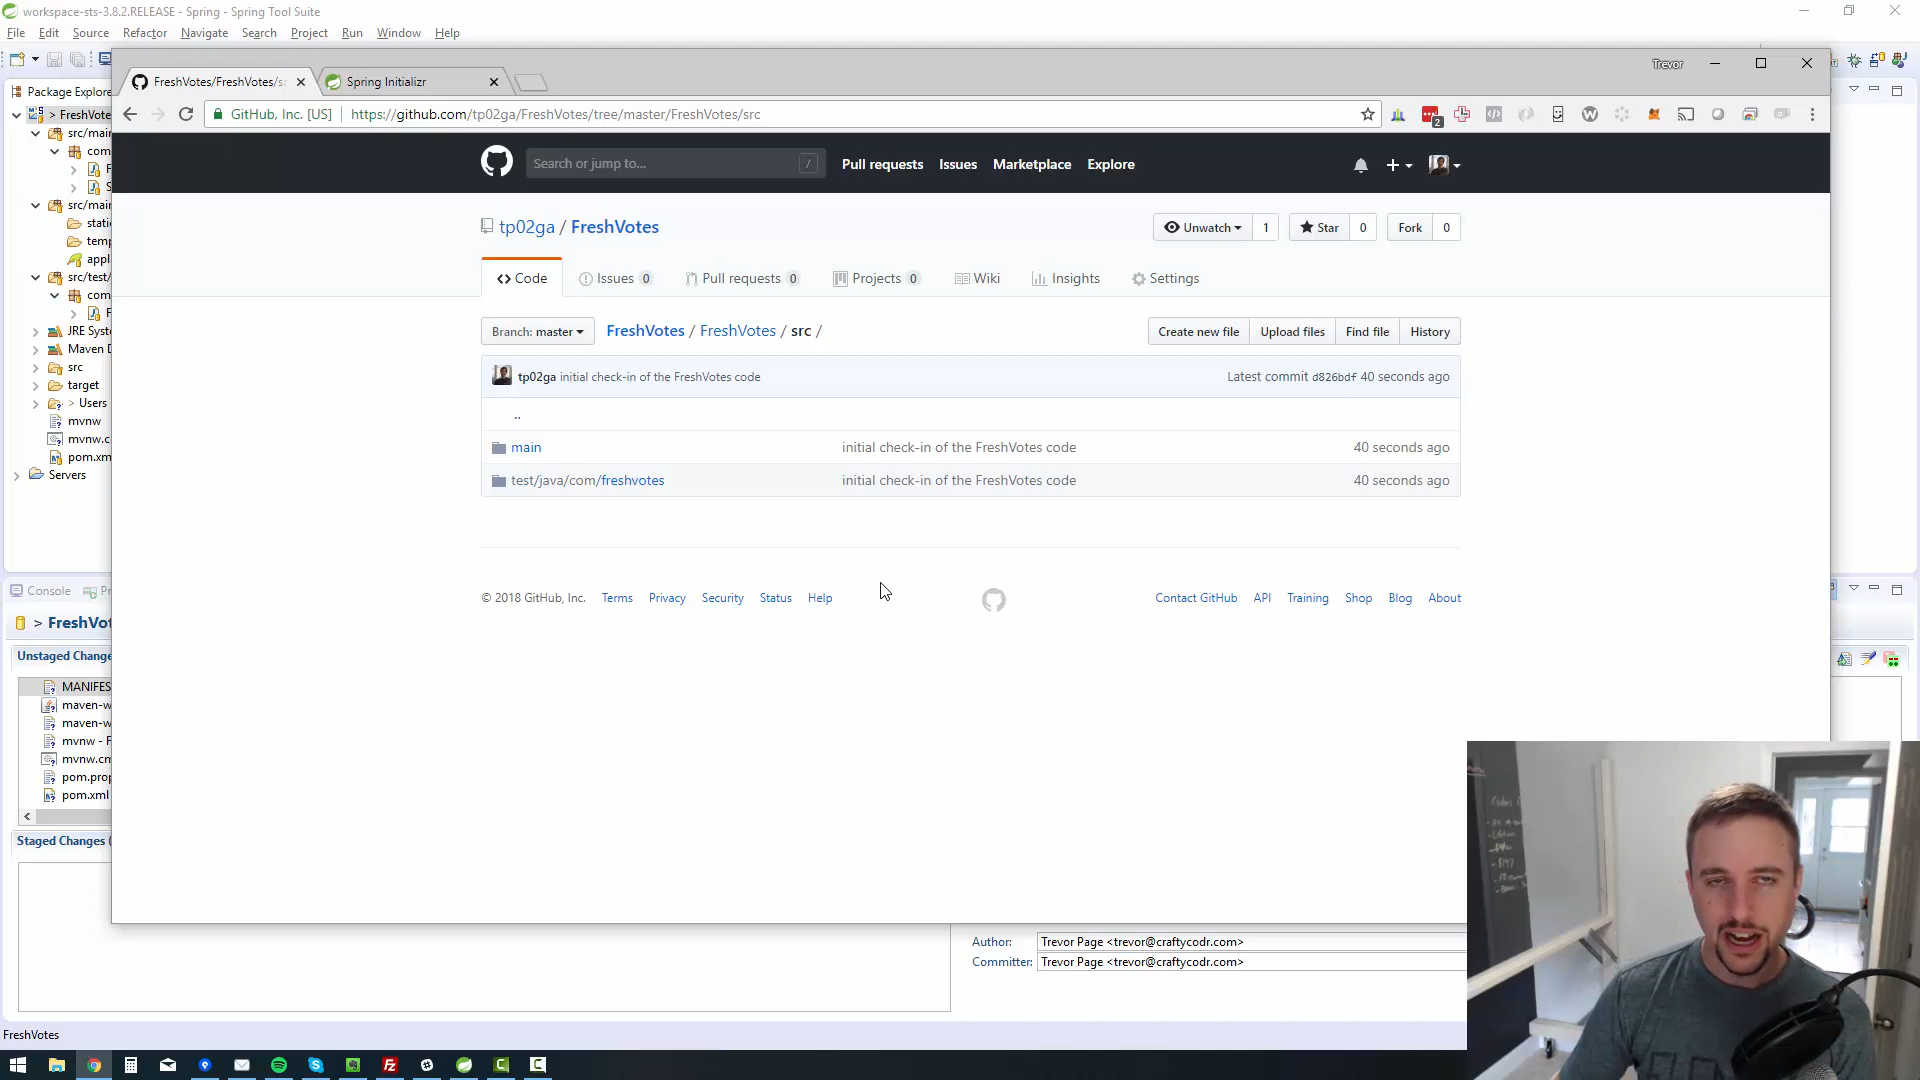 workspace-sts-3.8.2.RELEASE - Spring - Spring Tool Suite
File Edit Source Refactor Navigate Search Project Run Window Help
Trevor
FreshVotes/FreshVotes/s
Spring Initializr
GitHub, Inc. [US] https://github.com/tp02ga/FreshVotes/tree/master/FreshVotes/src
2
Package Explore
> FreshVote
src/main
com
F
S
src/main
stati
temp
appl
src/test/
com
F
JRE Syste
Maven D
src
target
> Users
mvnw
mvnw.c
pom.xm
Servers
Search or jump to... /
Pull requests Issues Marketplace Explore
tp02ga / FreshVotes
Unwatch 1 Star 0 Fork 0
Code Issues 0 Pull requests 0 Projects 0 Wiki Insights Settings
Branch: master FreshVotes / FreshVotes / src /
Create new file Upload files Find file History
tp02ga initial check-in of the FreshVotes code Latest commit d826bdf 40 seconds ago
..
main initial check-in of the FreshVotes code 40 seconds ago
test/java/com/freshvotes initial check-in of the FreshVotes code 40 seconds ago
© 2018 GitHub, Inc. Terms Privacy Security Status Help
Contact GitHub API Training Shop Blog About
Console Pr
> FreshVot
Unstaged Change
MANIFES
maven-w
maven-w
mvnw - F
mvnw.cm
pom.prop
pom.xml
Staged Changes (
Author: Trevor Page <trevor@craftycodr.com>
Committer: Trevor Page <trevor@craftycodr.com>
FreshVotes